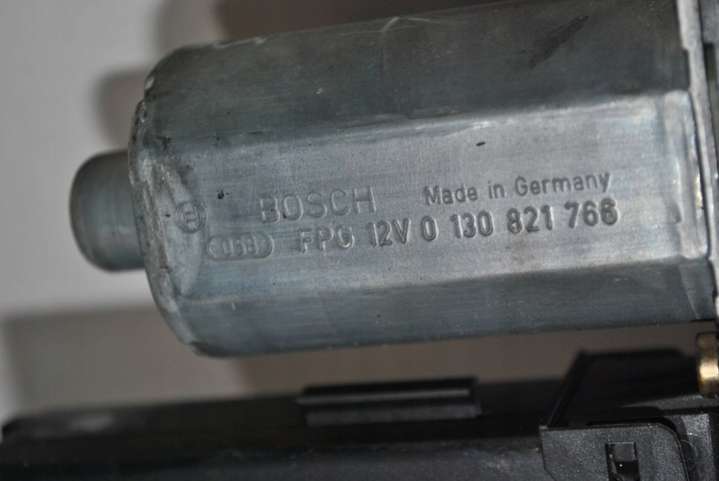 BOSCH Made in Germany
FPG 12V 0 130 821 766